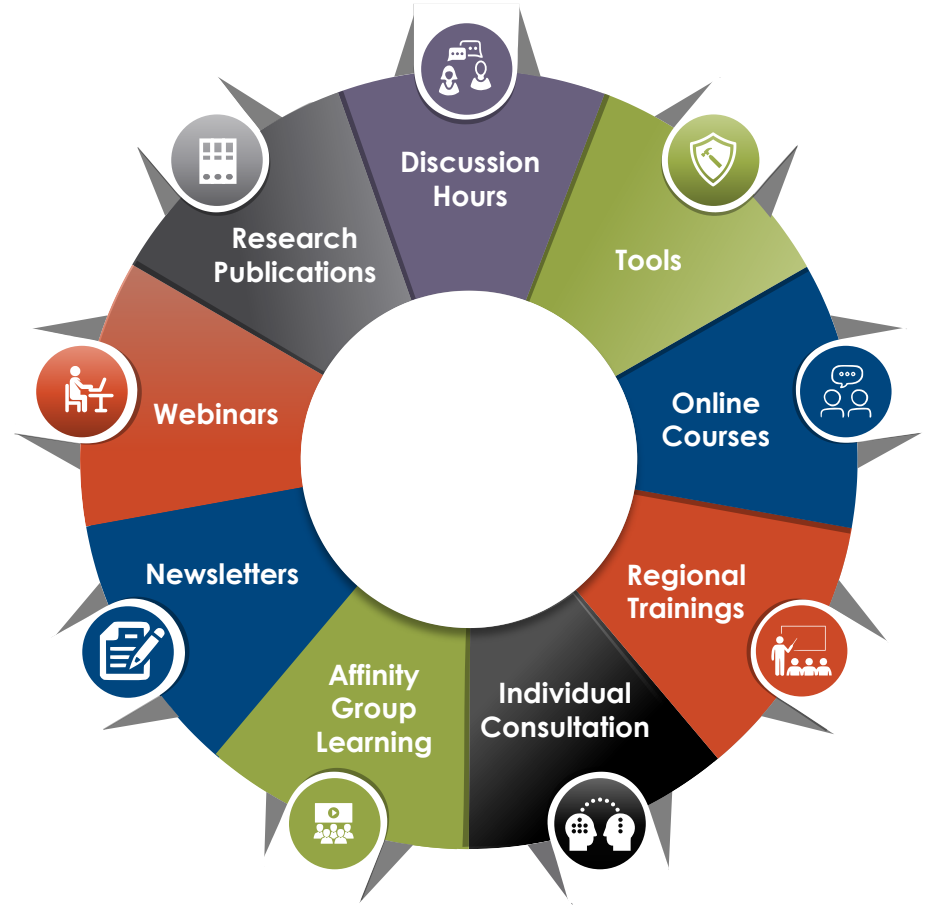 Discussion
Hours
Tools
Online
Courses
Regional
Trainings
Individual
Consultation
Affinity
Group
Learning
Newsletters
Webinars
Research
Publications